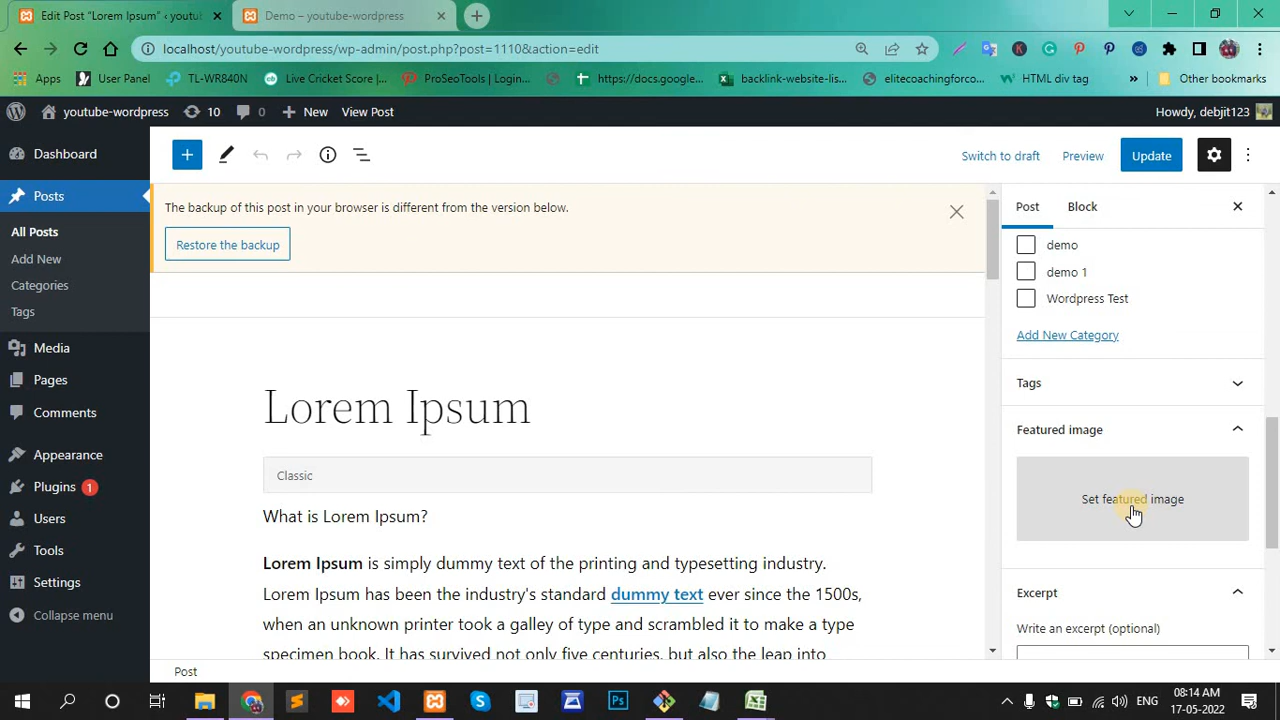 Edit Post “Lorem Ipsum” ‹ youtu
Demo – youtube-wordpress
localhost/youtube-wordpress/wp-admin/post.php?post=1110&action=edit
Apps
User Panel
TL-WR840N
Live Cricket Score |...
ProSeoTools | Login...
https://docs.google...
backlink-website-lis...
elitecoachingforco...
HTML div tag
»
Other bookmarks
youtube-wordpress
10
0
New
View Post
Howdy, debjit123
Dashboard
Posts
All Posts
Add New
Categories
Tags
Media
Pages
Comments
Appearance
Plugins 1
Users
Tools
Settings
Collapse menu
Switch to draft
Preview
Update
The backup of this post in your browser is different from the version below.
Restore the backup
Lorem Ipsum
Classic
What is Lorem Ipsum?
Lorem Ipsum is simply dummy text of the printing and typesetting industry.
Lorem Ipsum has been the industry's standard dummy text ever since the 1500s,
when an unknown printer took a galley of type and scrambled it to make a type
specimen book. It has survived not only five centuries, but also the leap into
Post
Post
Block
demo
demo 1
Wordpress Test
Add New Category
Tags
Featured image
Set featured image
Excerpt
Write an excerpt (optional)
ENG
08:14 AM
17-05-2022